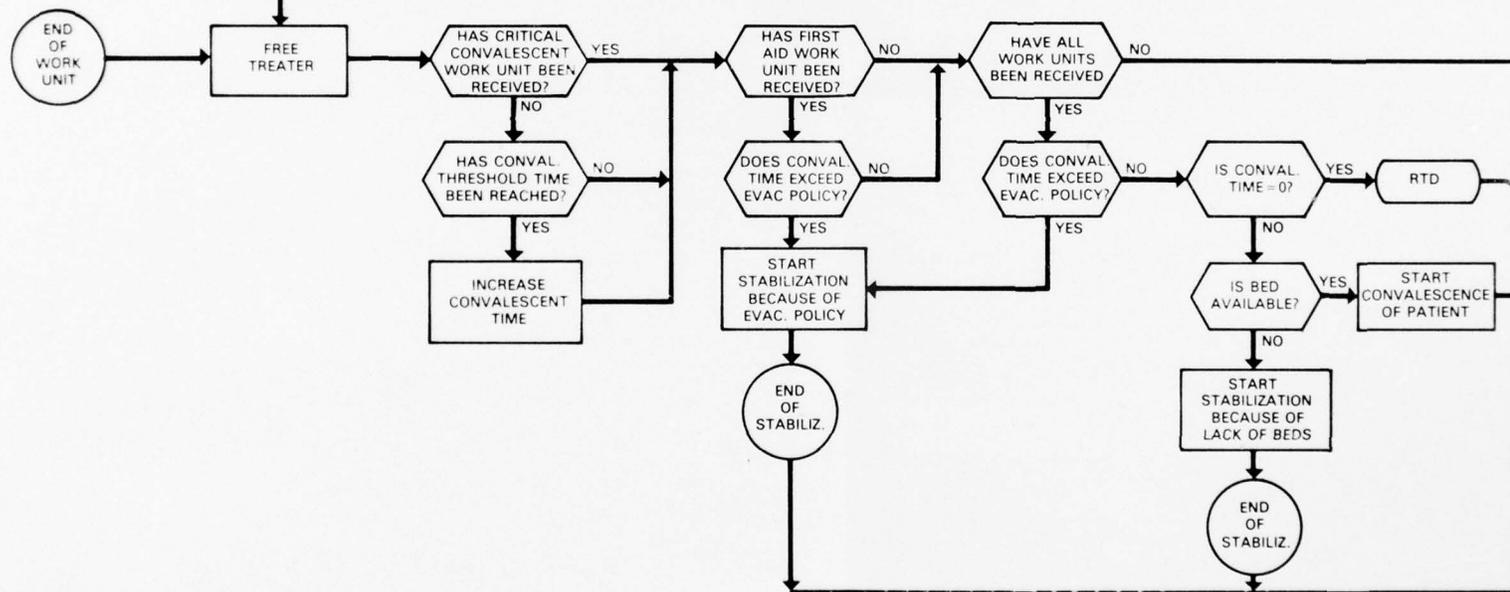 END
OF
WORK
UNIT
FREE
TREATER
HAS CRITICAL
CONVALESCENT
WORK UNIT BEEN
RECEIVED?
YES
NO
HAS CONVAL.
THRESHOLD TIME
BEEN REACHED?
NO
YES
INCREASE
CONVALESCENT
TIME
HAS FIRST
AID WORK
UNIT BEEN
RECEIVED?
NO
YES
DOES CONVAL.
TIME EXCEED
EVAC POLICY?
NO
YES
START
STABILIZATION
BECAUSE OF
EVAC. POLICY
END
OF
STABILIZ.
HAVE ALL
WORK UNITS
BEEN RECEIVED
NO
YES
DOES CONVAL.
TIME EXCEED
EVAC. POLICY?
NO
YES
IS CONVAL.
TIME=0?
YES
NO
RTD
IS BED
AVAILABLE?
YES
NO
START
CONVALESCENCE
OF PATIENT
START
STABILIZATION
BECAUSE OF
LACK OF BEDS
END
OF
STABILIZ.